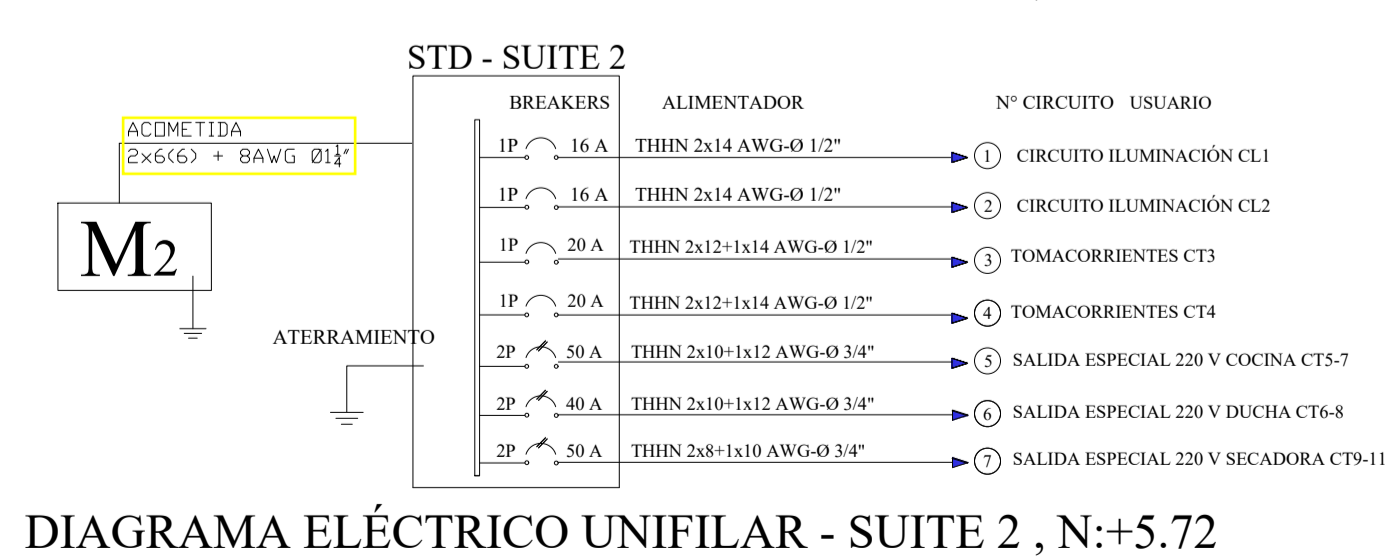 STD - SUITE 2
BREAKERS ALIMENTADOR N° CIRCUITO USUARIO
ACOMETIDA
2x6(6) + 8AWG Ø1¼"
M2
ATERRAMIENTO
1P 16 A THHN 2x14 AWG-Ø 1/2" 1 CIRCUITO ILUMINACIÓN CL1
1P 16 A THHN 2x14 AWG-Ø 1/2" 2 CIRCUITO ILUMINACIÓN CL2
1P 20 A THHN 2x12+1x14 AWG-Ø 1/2" 3 TOMACORRIENTES CT3
1P 20 A THHN 2x12+1x14 AWG-Ø 1/2" 4 TOMACORRIENTES CT4
2P 50 A THHN 2x10+1x12 AWG-Ø 3/4" 5 SALIDA ESPECIAL 220 V COCINA CT5-7
2P 40 A THHN 2x10+1x12 AWG-Ø 3/4" 6 SALIDA ESPECIAL 220 V DUCHA CT6-8
2P 50 A THHN 2x8+1x10 AWG-Ø 3/4" 7 SALIDA ESPECIAL 220 V SECADORA CT9-11
DIAGRAMA ELÉCTRICO UNIFILAR - SUITE 2 , N:+5.72